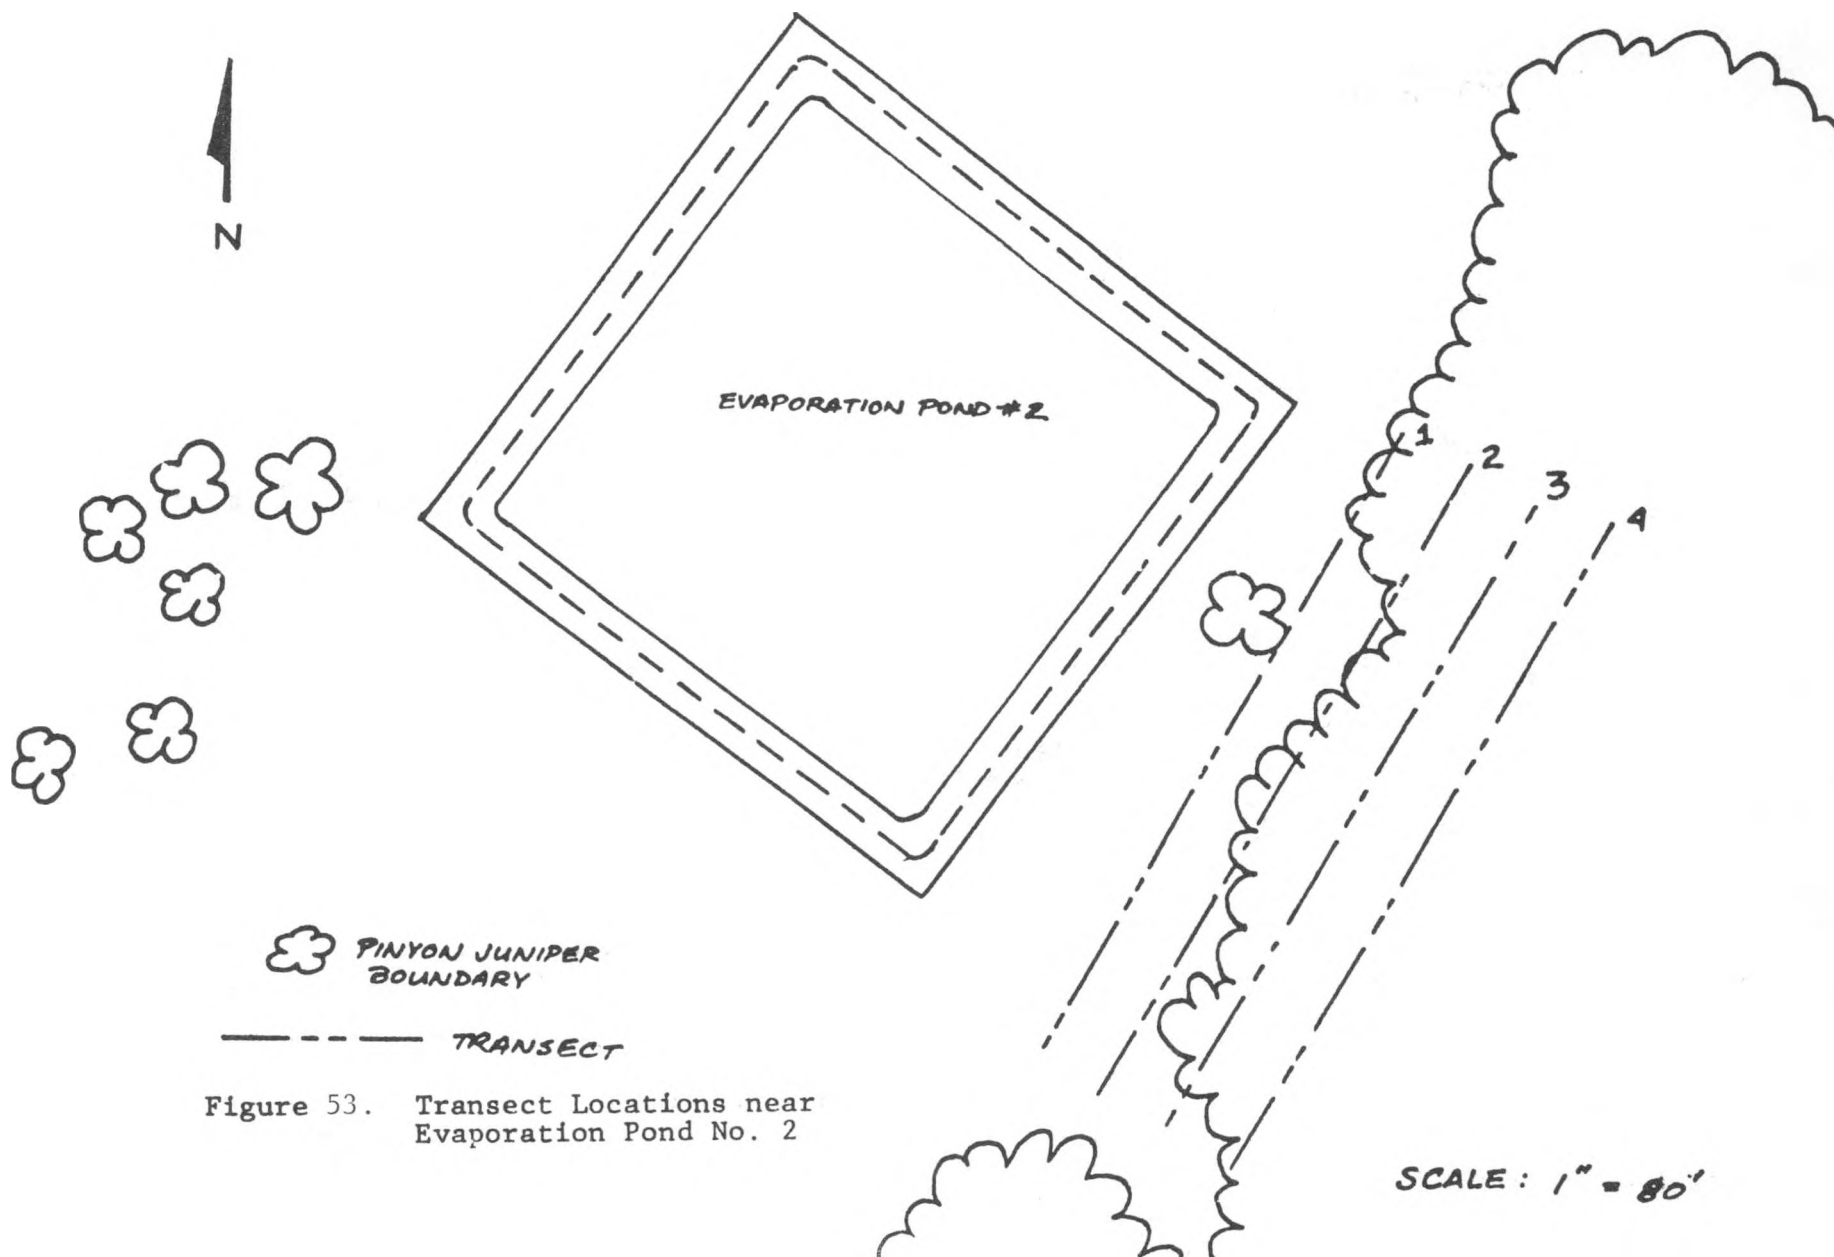 N
EVAPORATION POND #2
1
2
3
4
PINYON JUNIPER
BOUNDARY
TRANSECT
Figure 53. Transect Locations near
Evaporation Pond No. 2
SCALE: 1" = 80'